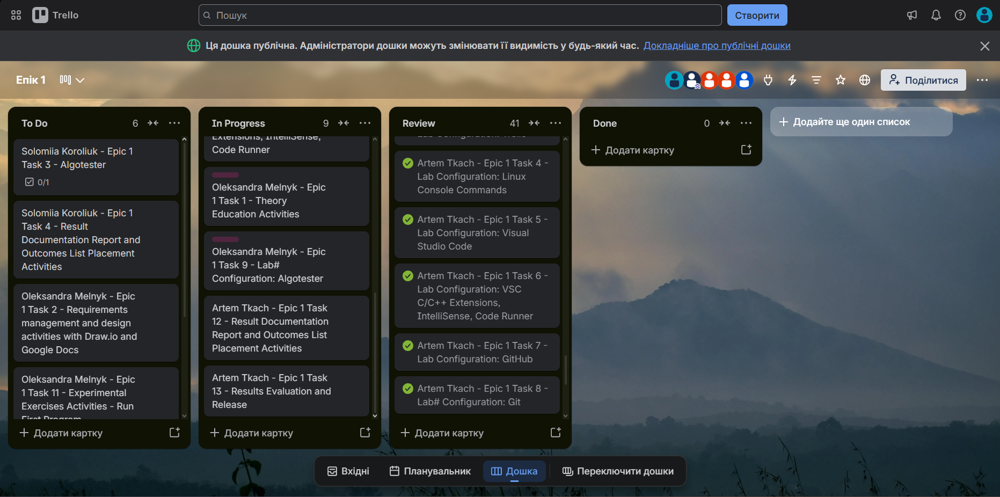 Trello
Пошук
Створити
Ця дошка публічна. Адміністратори дошки можуть змінювати її видимість у будь-який час. Докладніше про публічні дошки
Епік 1
Поділитися
To Do
6
Solomiia Koroliuk - Epic 1
Task 3 - Algotester
0/1
Solomiia Koroliuk - Epic 1
Task 4 - Result
Documentation Report and
Outcomes List Placement
Activities
Oleksandra Melnyk - Epic
1 Task 2 - Requirements
management and design
activities with Draw.io and
Google Docs
Oleksandra Melnyk - Epic
1 Task 11 - Experimental
Exercises Activities - Run
First Program
Додати картку
In Progress
9
Extensions, IntelliSense,
Code Runner
Oleksandra Melnyk - Epic
1 Task 1 - Theory
Education Activities
Oleksandra Melnyk - Epic
1 Task 9 - Lab#
Configuration: Algotester
Artem Tkach - Epic 1 Task
12 - Result Documentation
Report and Outcomes List
Placement Activities
Artem Tkach - Epic 1 Task
13 - Results Evaluation and
Release
Додати картку
Review
41
Lab Configuration: Trello
Artem Tkach - Epic 1 Task 4 -
Lab Configuration: Linux
Console Commands
Artem Tkach - Epic 1 Task 5 -
Lab Configuration: Visual
Studio Code
Artem Tkach - Epic 1 Task 6 -
Lab Configuration: VSC
C/C++ Extensions,
IntelliSense, Code Runner
Artem Tkach - Epic 1 Task 7 -
Lab Configuration: GitHub
Artem Tkach - Epic 1 Task 8 -
Lab# Configuration: Git
Додати картку
Done
0
Додати картку
Додайте ще один список
Вхідні
Планувальник
Дошка
Переключити дошки